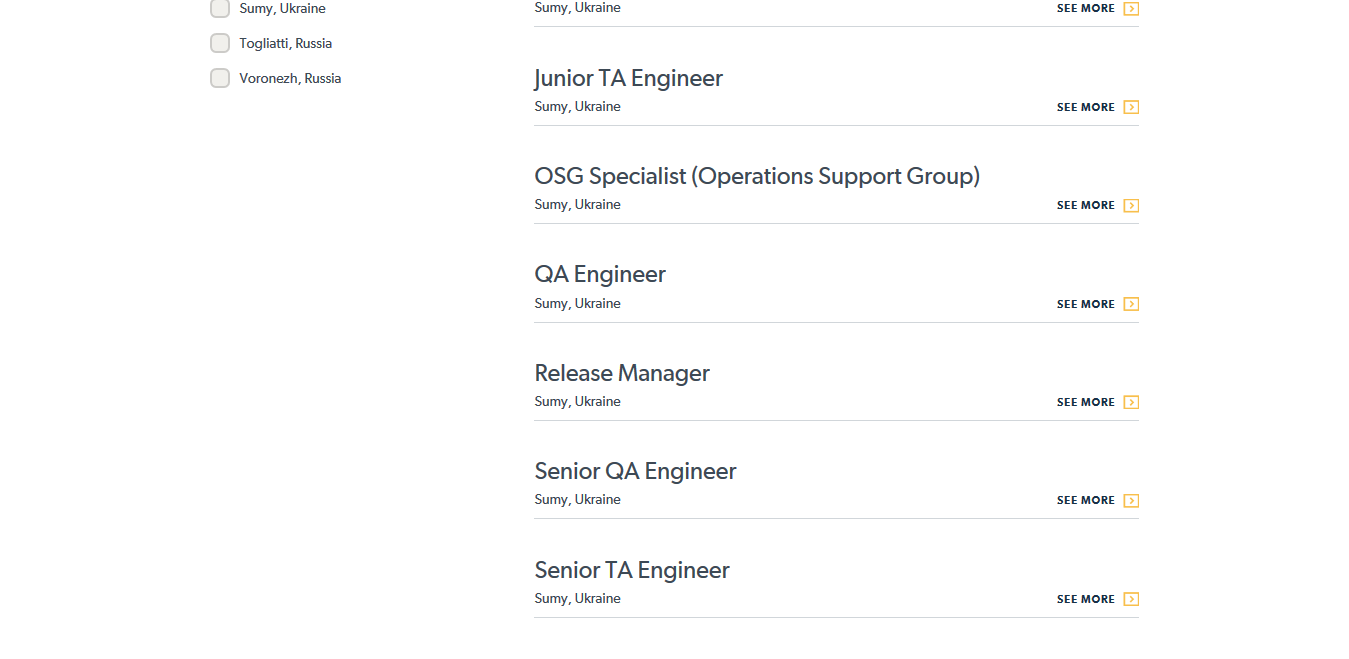 Sumy, Ukraine
Togliatti, Russia
Voronezh, Russia
Sumy, Ukraine
SEE MORE
Junior TA Engineer
Sumy, Ukraine
SEE MORE
OSG Specialist (Operations Support Group)
Sumy, Ukraine
SEE MORE
QA Engineer
Sumy, Ukraine
SEE MORE
Release Manager
Sumy, Ukraine
SEE MORE
Senior QA Engineer
Sumy, Ukraine
SEE MORE
Senior TA Engineer
Sumy, Ukraine
SEE MORE